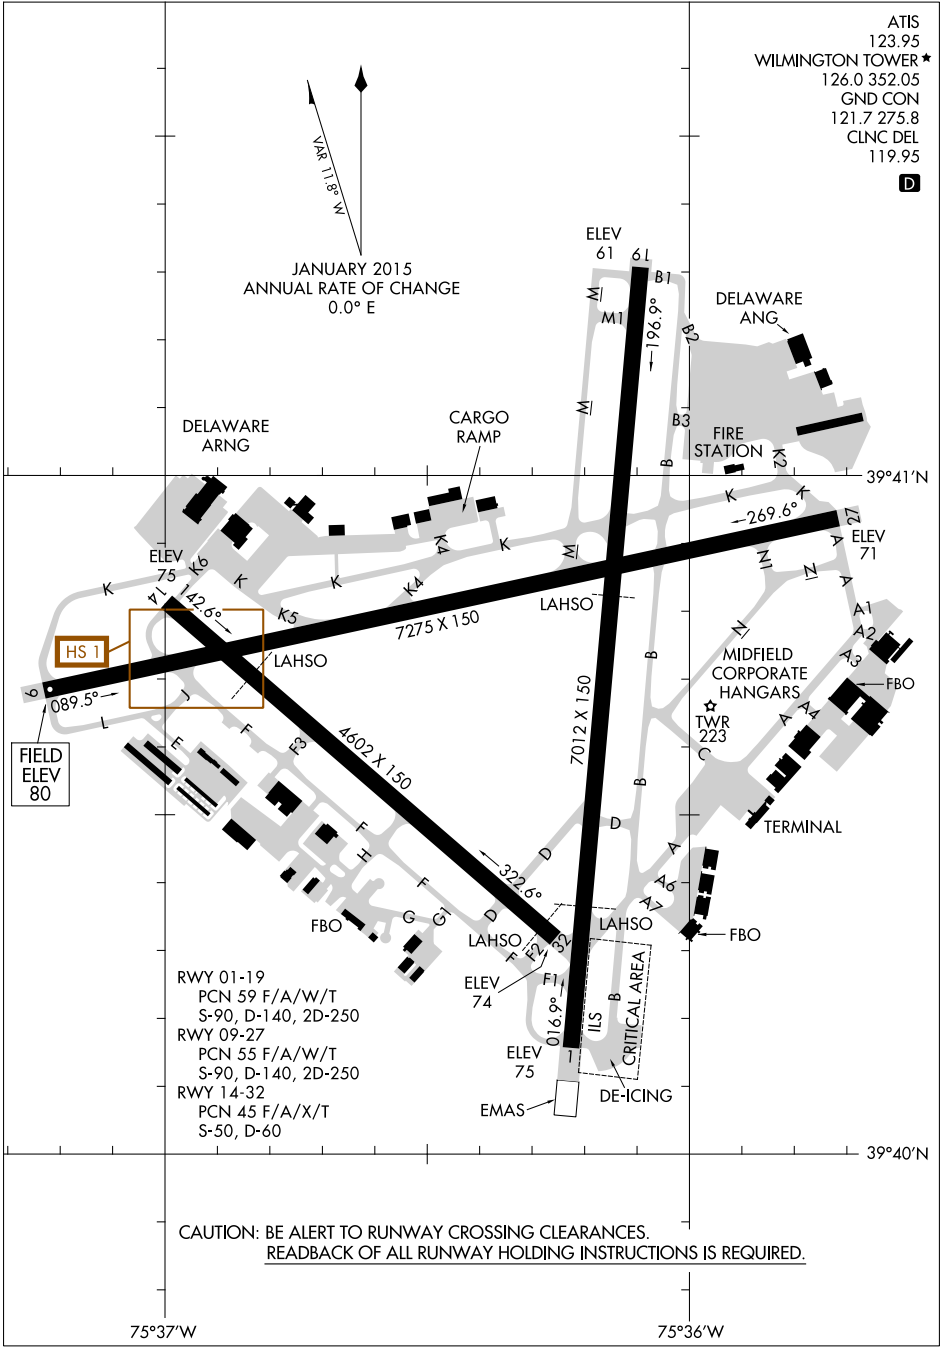 ATIS
123.95
WILMINGTON TOWER★
126.0 352.05
GND CON
121.7 275.8
CLNC DEL
119.95
D
VAR 11.8° W
JANUARY 2015
ANNUAL RATE OF CHANGE
0.0° E
ELEV
61
19
B1
M
M1
196.9°
B2
DELAWARE
ANG
M
B3
B
FIRE
STATION
K2
DELAWARE
ARNG
CARGO
RAMP
39°41'N
K
K
269.6°
27
ELEV
71
A
K4
K
M
N1
N
A
ELEV
75
K6
K
K
K
K4
14
142.6°
K5
7275 X 150
LAHSO
A1
A2
A3
HS 1
LAHSO
B
N
MIDFIELD
CORPORATE
HANGARS
FBO
9
089.5°
J
L
E
F
F3
4602 X 150
7012 X 150
TWR
223
A
A4
C
FIELD
ELEV
80
B
TERMINAL
F
H
D
D
A
F
322.6°
A6
A7
FBO
G
G1
D
LAHSO
F
F2
32
LAHSO
FBO
ELEV
74
F1
016.9°
ILS
CRITICAL AREA
B
ELEV
75
1
EMAS
DE-ICING
RWY 01-19
PCN 59 F/A/W/T
S-90, D-140, 2D-250
RWY 09-27
PCN 55 F/A/W/T
S-90, D-140, 2D-250
RWY 14-32
PCN 45 F/A/X/T
S-50, D-60
39°40'N
CAUTION: BE ALERT TO RUNWAY CROSSING CLEARANCES.
READBACK OF ALL RUNWAY HOLDING INSTRUCTIONS IS REQUIRED.
75°37'W
75°36'W